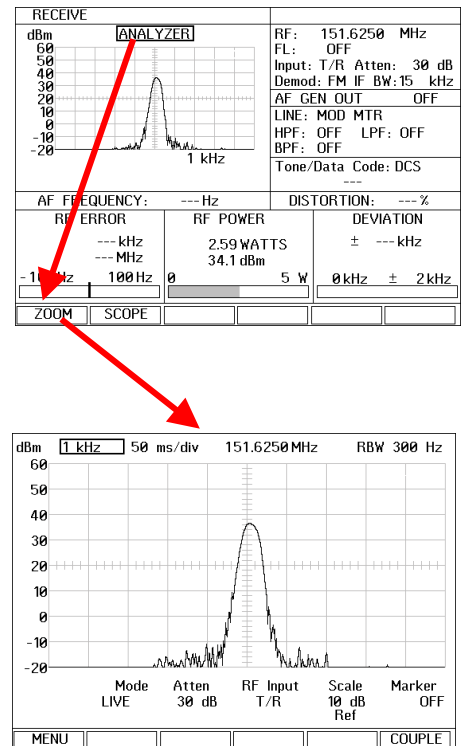 RECEIVE
dBm ANALYZER
60
50
40
30
20
10
0
-10
-20
1 kHz
RF: 151.6250 MHz
FL: OFF
Input: T/R Atten: 30 dB
Demod: FM IF BW:15 kHz
AF GEN OUT OFF
LINE: MOD MTR
HPF: OFF LPF: OFF
BPF: OFF
Tone/Data Code: DCS
---
AF FREQUENCY: --- Hz DISTORTION: --- %
RF ERROR RF POWER DEVIATION
--- kHz 2.59 WATTS ± --- kHz
--- MHz 34.1 dBm
100 Hz 0 5 W 0kHz ± 2kHz
ZOOM SCOPE
dBm 1 kHz 50 ms/div 151.6250 MHz RBW 300 Hz
60
50
40
30
20
10
0
-10
-20
Mode Atten RF Input Scale Marker
LIVE 30 dB T/R 10 dB OFF
Ref
MENU COUPLE